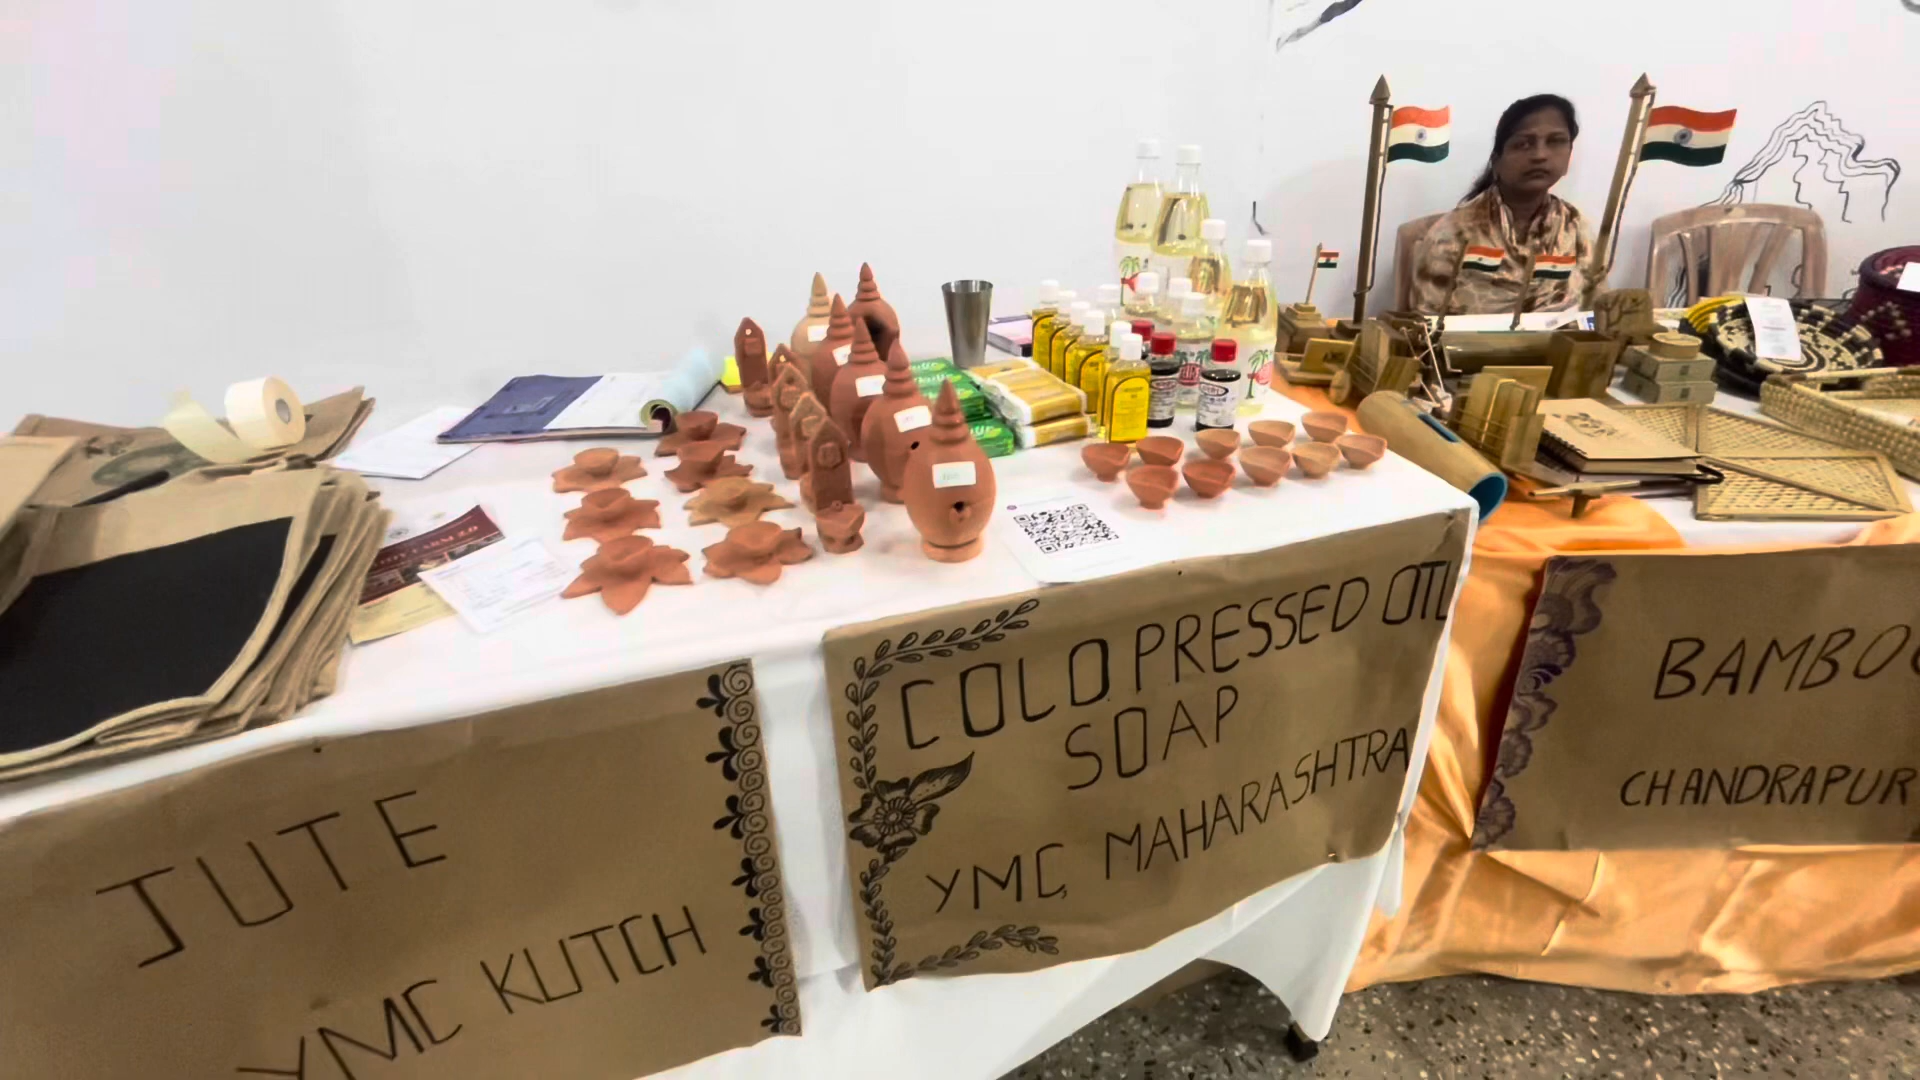 JUTE
YMC KUTCH
COLD PRESSED OIL
SOAP
YMC, MAHARASHTRA
BAMBOO
CHANDRAPUR